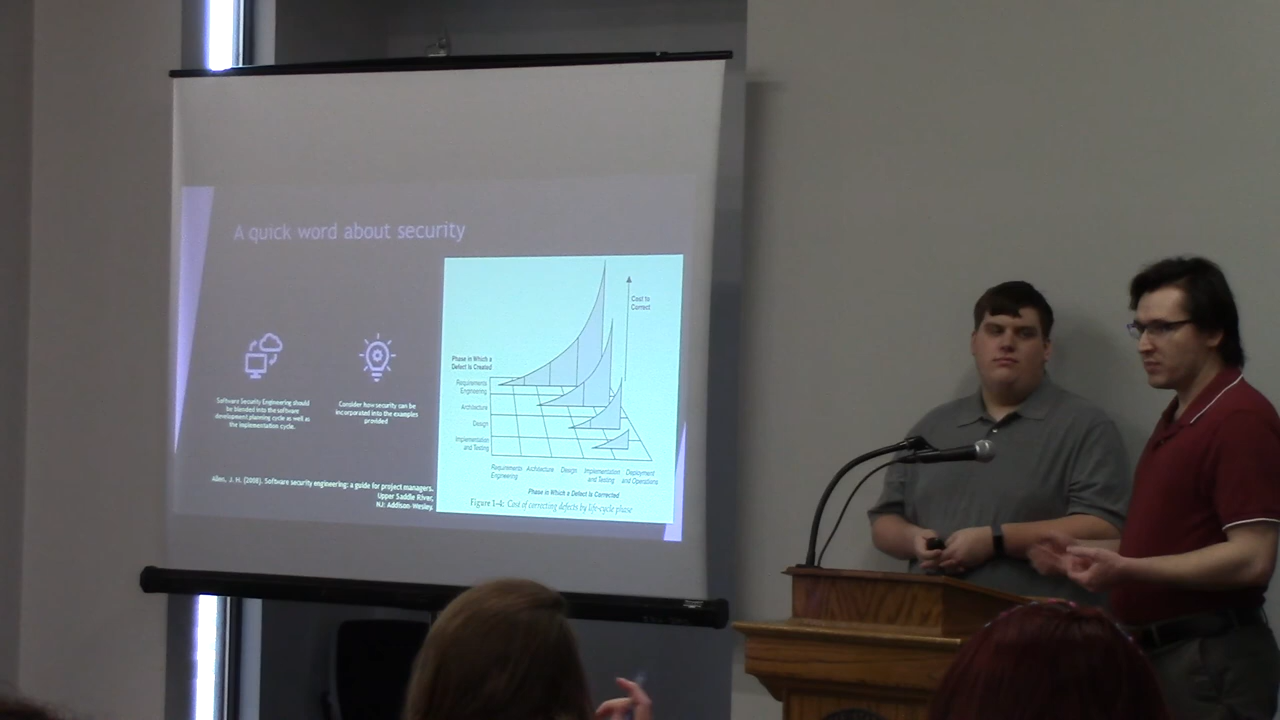 A quick word about security
Software Security Engineering should
be blended into the software
development planning cycle as well as
the implementation cycle.
Consider how security can be
incorporated into the examples
provided
Allen, J. H. (2008). Software security engineering: a guide for project managers.
Upper Saddle River,
NJ: Addison-Wesley.
Cost to
Correct
Phase in Which a
Defect Is Created
Requirements
Engineering
Architecture
Design
Implementation
and Testing
Requirements
Engineering
Architecture
Design
Implementation
and Testing
Deployment
and Operations
Phase in Which a Defect Is Corrected
Figure 1–4: Cost of correcting defects by life-cycle phase